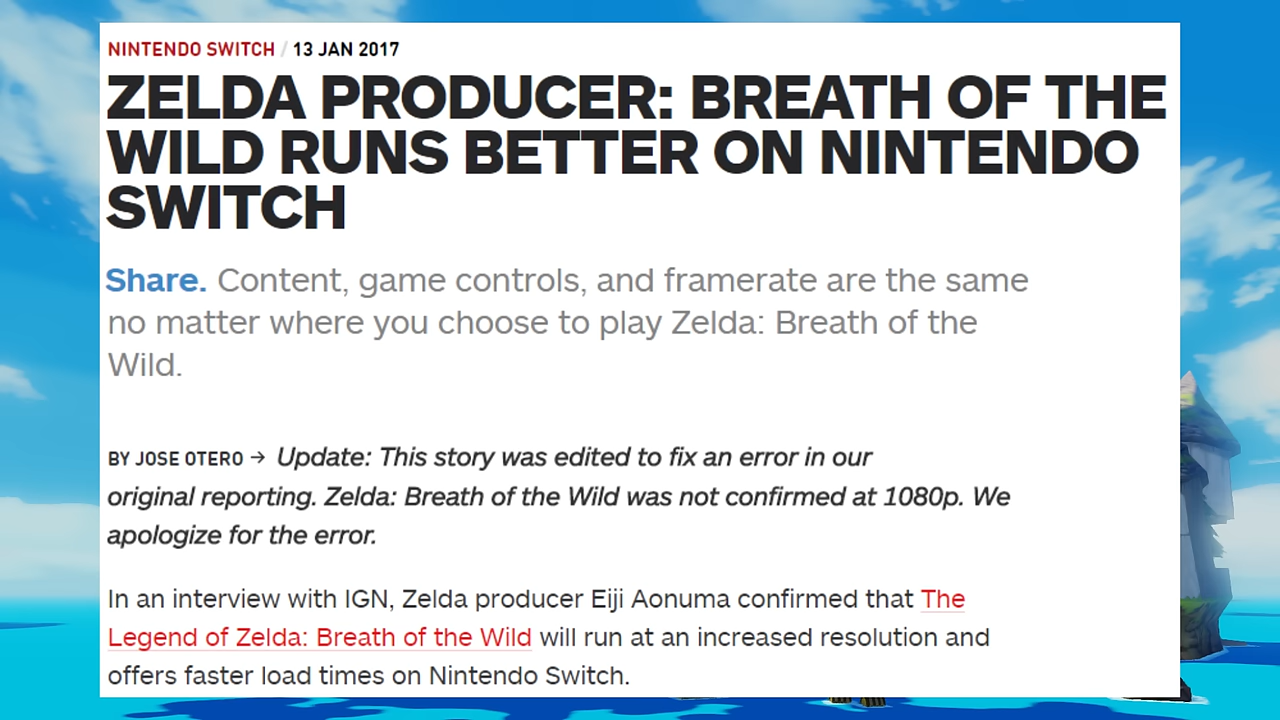 NINTENDO SWITCH / 13 JAN 2017
ZELDA PRODUCER: BREATH OF THE
WILD RUNS BETTER ON NINTENDO
SWITCH
Share. Content, game controls, and framerate are the same
no matter where you choose to play Zelda: Breath of the
Wild.
BY JOSE OTERO → Update: This story was edited to fix an error in our
original reporting. Zelda: Breath of the Wild was not confirmed at 1080p. We
apologize for the error.
In an interview with IGN, Zelda producer Eiji Aonuma confirmed that The
Legend of Zelda: Breath of the Wild will run at an increased resolution and
offers faster load times on Nintendo Switch.